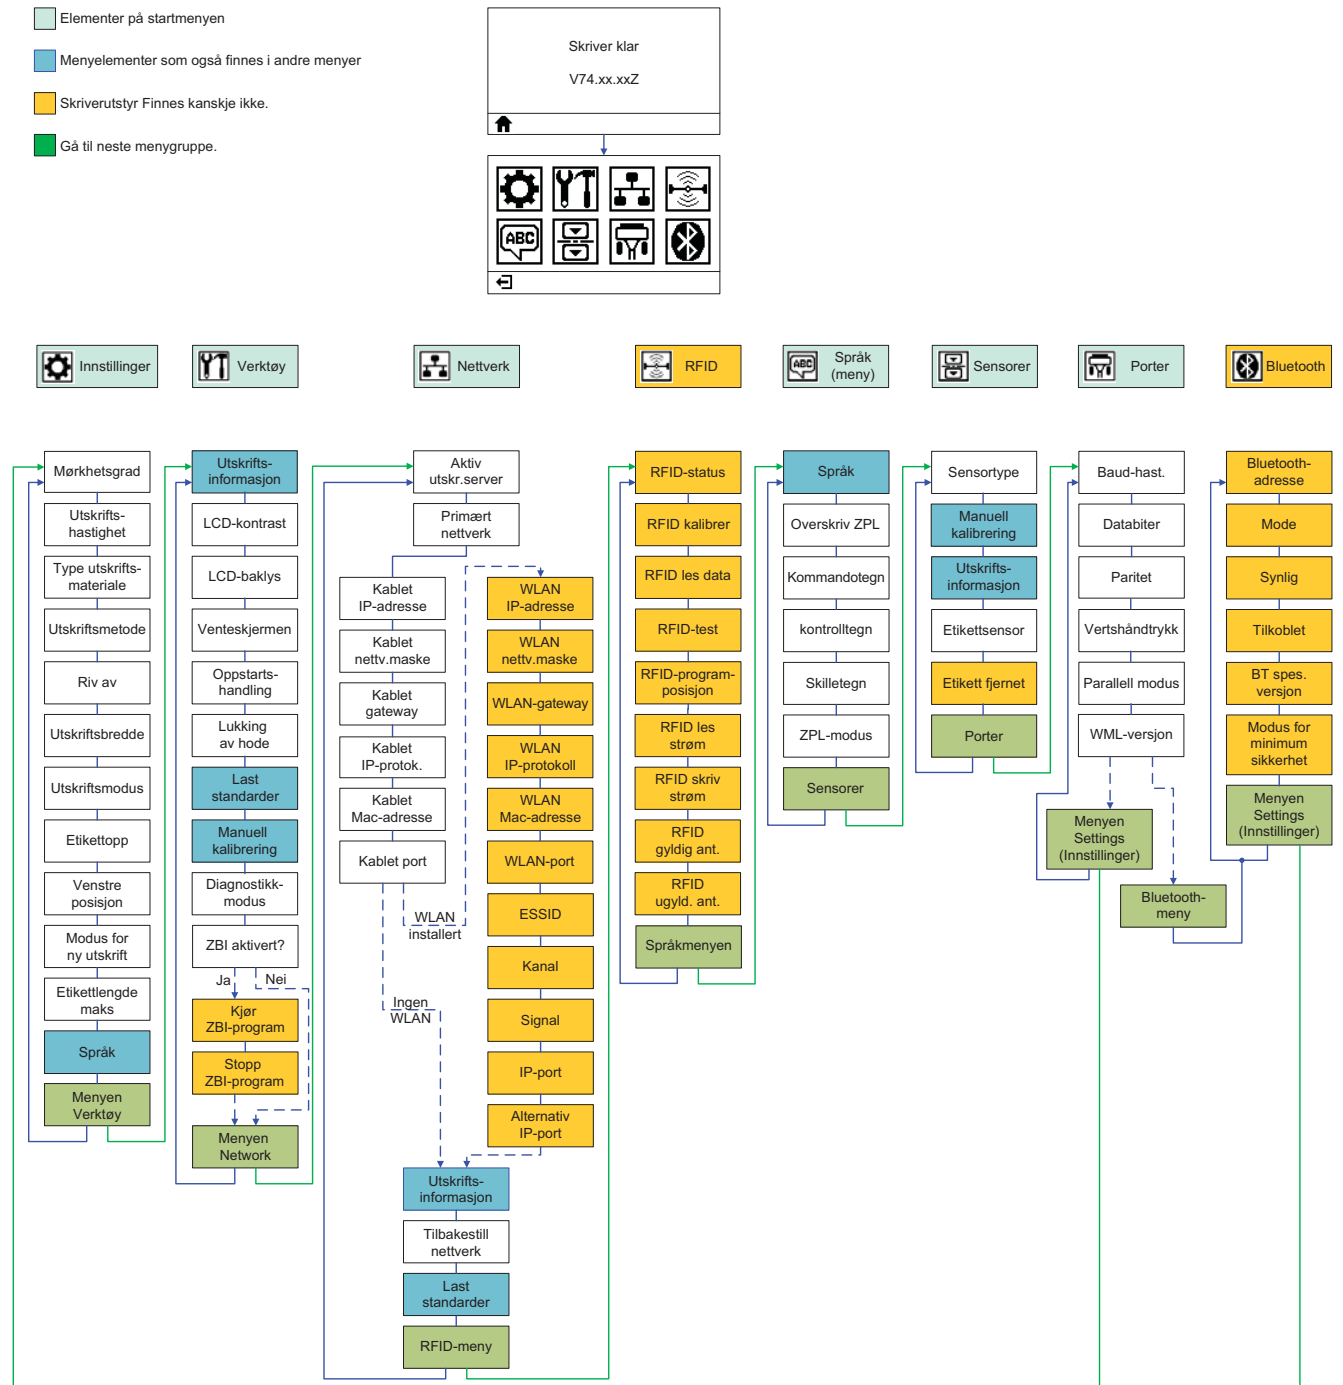 Elementer på startmenyen
Menyelementer som også finnes i andre menyer
Skriverutstyr Finnes kanskje ikke.
Gå til neste menygruppe.
Skriver klar
V74.xx.xxZ
ABC
Innstillinger
Verktøy
Nettverk
RFID
ABC
Språk
(meny)
Sensorer
Porter
Bluetooth
Mørkhetsgrad
Utskrifts-
hastighet
Type utskrifts-
materiale
Utskriftsmetode
Riv av
Utskriftsbredde
Utskriftsmodus
Etikettopp
Venstre
posisjon
Modus for
ny utskrift
Etikettlengde
maks
Språk
Menyen
Verktøy
Utskrifts-
informasjon
LCD-kontrast
LCD-baklys
Venteskjermen
Oppstarts-
handling
Lukking
av hode
Last
standarder
Manuell
kalibrering
Diagnostikk-
modus
ZBI aktivert?
Ja
Nei
Kjør
ZBI-program
Stopp
ZBI-program
Menyen
Network
Aktiv
utskr.server
Primært
nettverk
Kablet
IP-adresse
Kablet
nettv.maske
Kablet
gateway
Kablet
IP-protok.
Kablet
Mac-adresse
Kablet port
WLAN
installert
Ingen
WLAN
WLAN
IP-adresse
WLAN
nettv.maske
WLAN-gateway
WLAN
IP-protokoll
WLAN
Mac-adresse
WLAN-port
ESSID
Kanal
Signal
IP-port
Alternativ
IP-port
Utskrifts-
informasjon
Tilbakestill
nettverk
Last
standarder
RFID-meny
RFID-status
RFID kalibrer
RFID les data
RFID-test
RFID-program-
posisjon
RFID les
strøm
RFID skriv
strøm
RFID
gyldig ant.
RFID
ugyld. ant.
Språkmenyen
Språk
Overskriv ZPL
Kommandotegn
kontrolltegn
Skilletegn
ZPL-modus
Sensorer
Sensortype
Manuell
kalibrering
Utskrifts-
informasjon
Etikettsensor
Etikett fjernet
Porter
Baud-hast.
Databiter
Paritet
Vertshåndtrykk
Parallell modus
WML-versjon
Menyen
Settings
(Innstillinger)
Bluetooth-
meny
Bluetooth-
adresse
Mode
Synlig
Tilkoblet
BT spes.
versjon
Modus for
minimum
sikkerhet
Menyen
Settings
(Innstillinger)